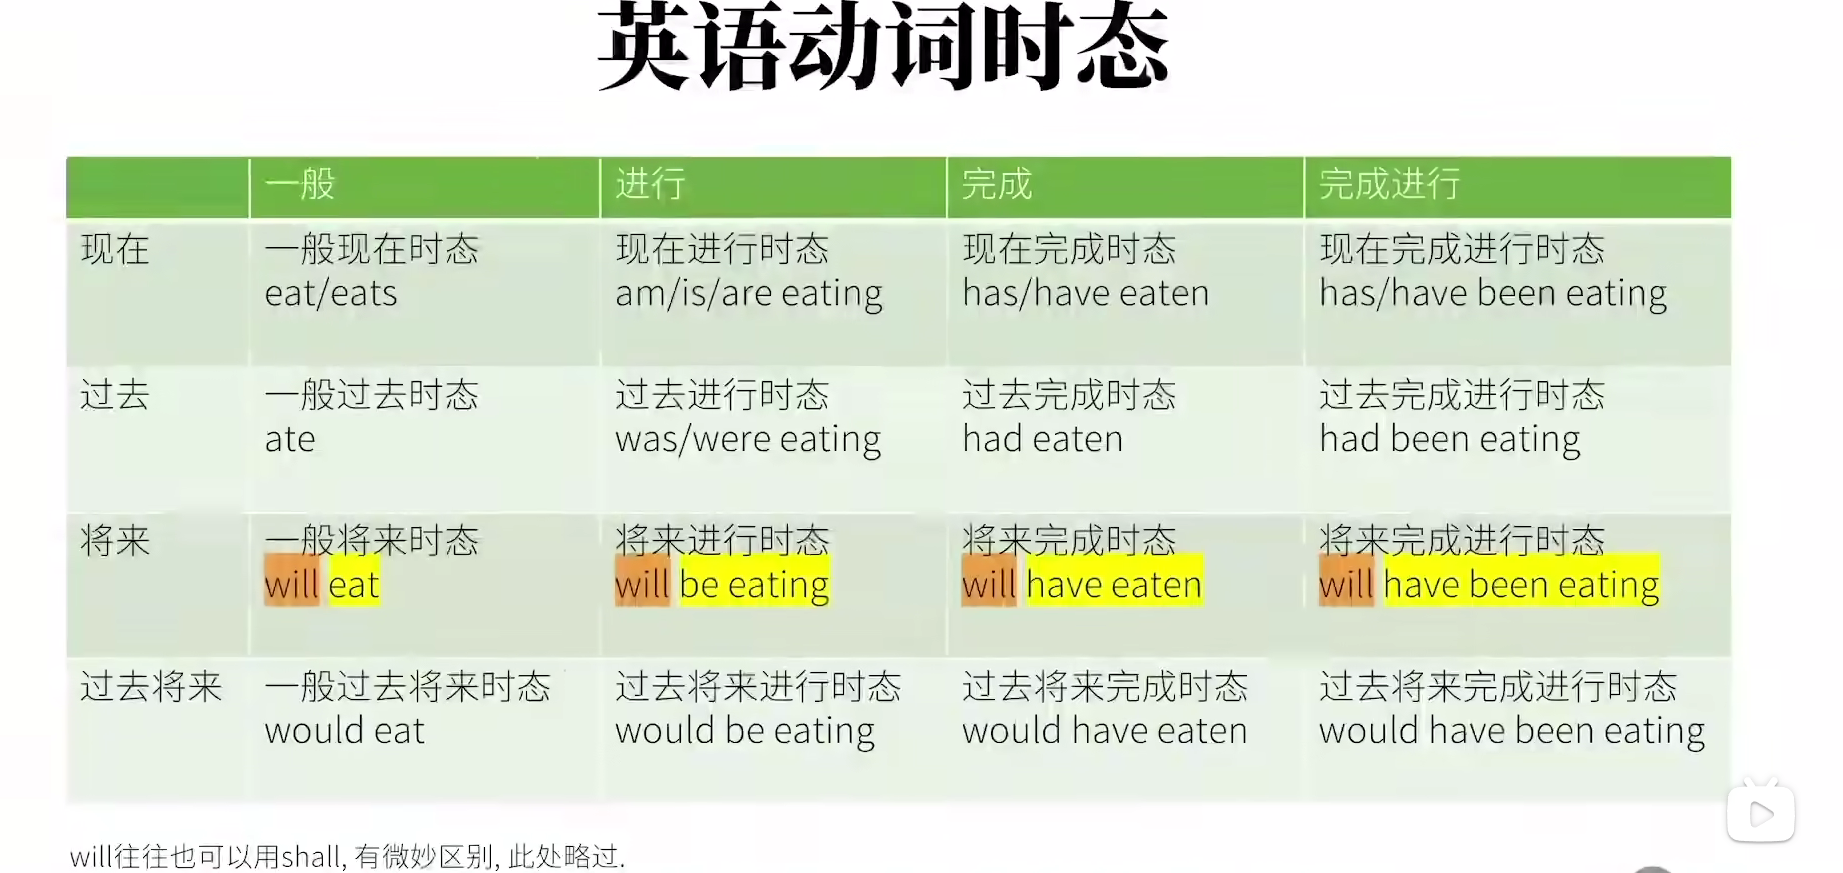 英语动词时态
一般 进行 完成 完成进行
现在 一般现在时态 现在进行时态 现在完成时态 现在完成进行时态
eat/eats am/is/are eating has/have eaten has/have been eating
过去 一般过去时态 过去进行时态 过去完成时态 过去完成进行时态
ate was/were eating had eaten had been eating
将来 一般将来时态 将来进行时态 将来完成时态 将来完成进行时态
will eat will be eating will have eaten will have been eating
过去将来 一般过去将来时态 过去将来进行时态 过去将来完成时态 过去将来完成进行时态
would eat would be eating would have eaten would have been eating
will往往也可以用shall, 有微妙区别, 此处略过.